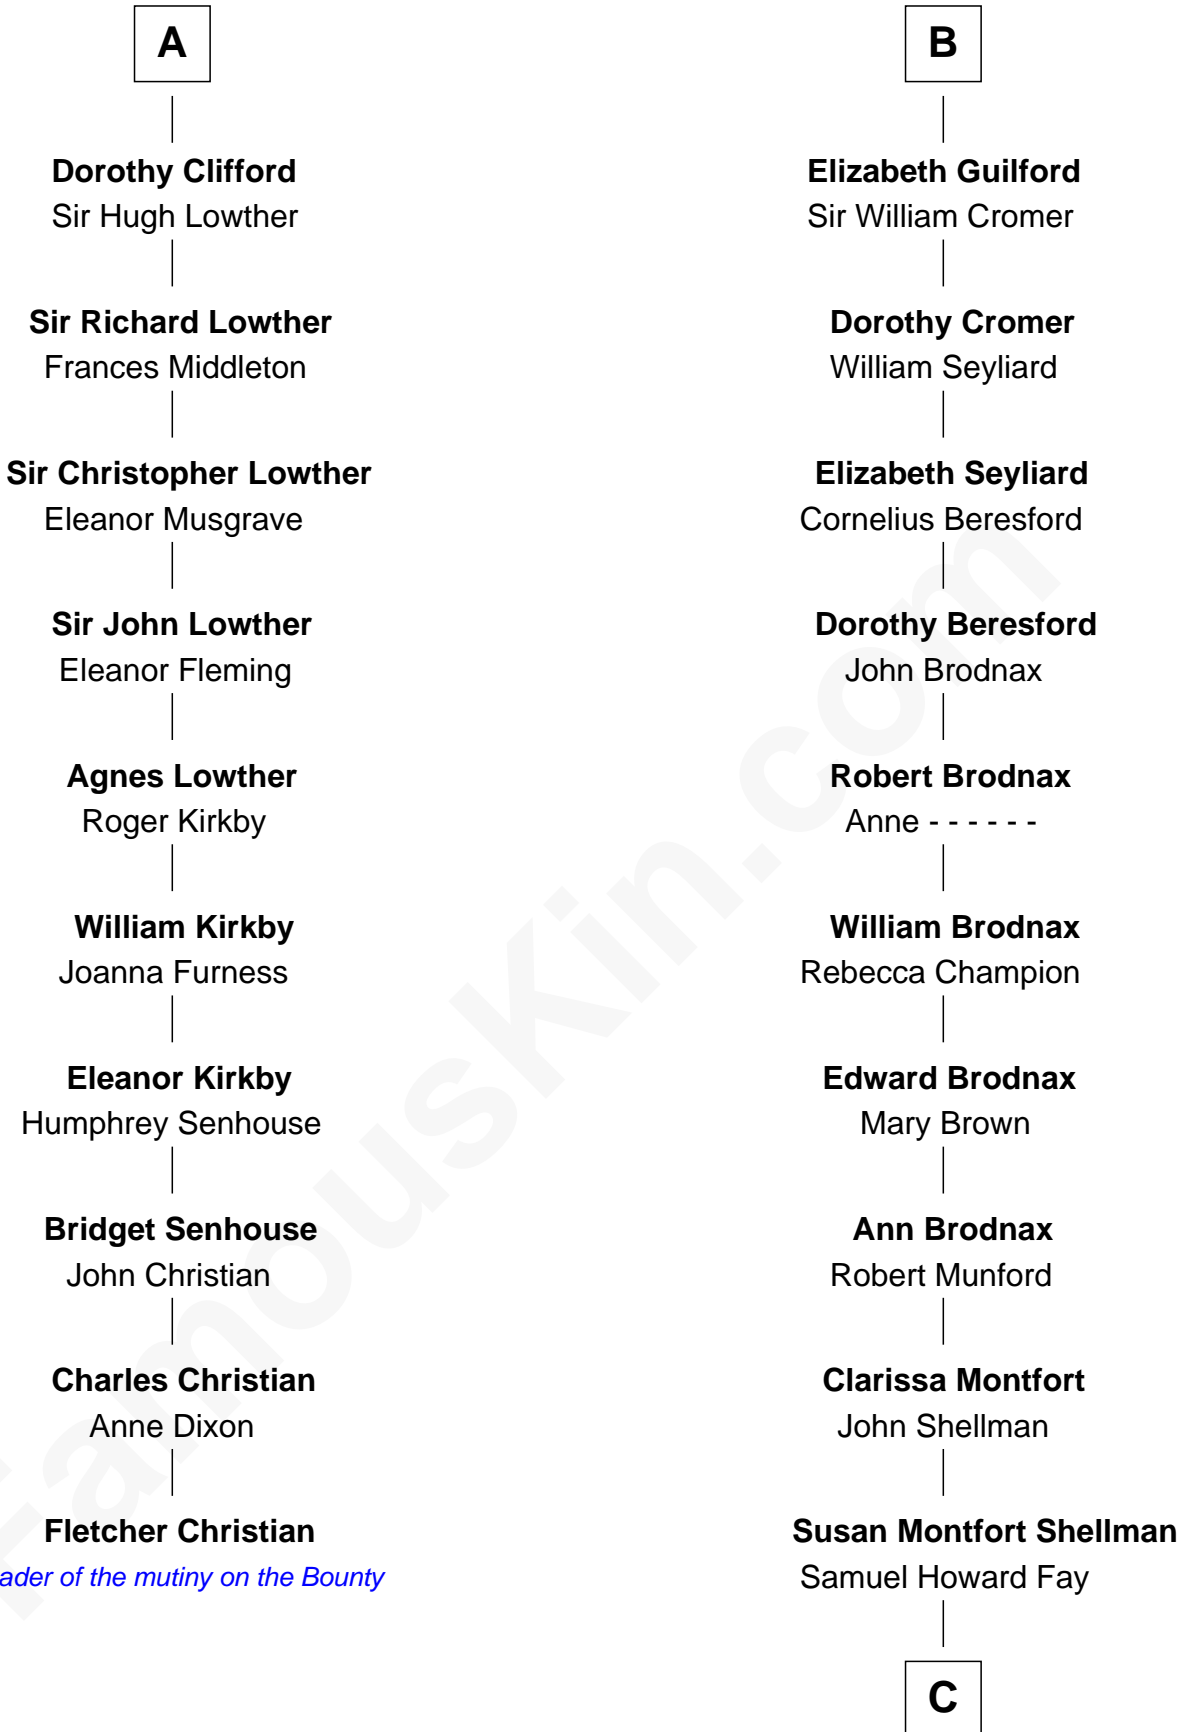 A
Dorothy Clifford
Sir Hugh Lowther
Sir Richard Lowther
Frances Middleton
Sir Christopher Lowther
Eleanor Musgrave
Sir John Lowther
Eleanor Fleming
Agnes Lowther
Roger Kirkby
William Kirkby
Joanna Furness
Eleanor Kirkby
Humphrey Senhouse
Bridget Senhouse
John Christian
Charles Christian
Anne Dixon
Fletcher Christian
ader of the mutiny on the Bounty
B
Elizabeth Guilford
Sir William Cromer
Dorothy Cromer
William Seyliard
Elizabeth Seyliard
Cornelius Beresford
Dorothy Beresford
John Brodnax
Robert Brodnax
Anne - - - - - -
William Brodnax
Rebecca Champion
Edward Brodnax
Mary Brown
Ann Brodnax
Robert Munford
Clarissa Montfort
John Shellman
Susan Montfort Shellman
Samuel Howard Fay
C
FamousKin.com